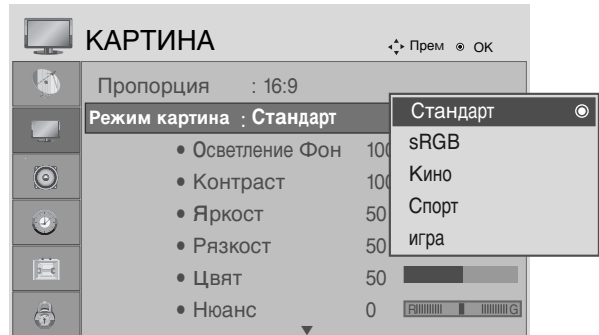 КАРТИНА Прем OK
Пропорция : 16:9
Режим картина : Стандарт
• Осветление Фон 100
• Контраст 100
• Яркост 50
• Рязкост 50
• Цвят 50
• Нюанс 0 R G
Стандарт
sRGB
Кино
Спорт
игра